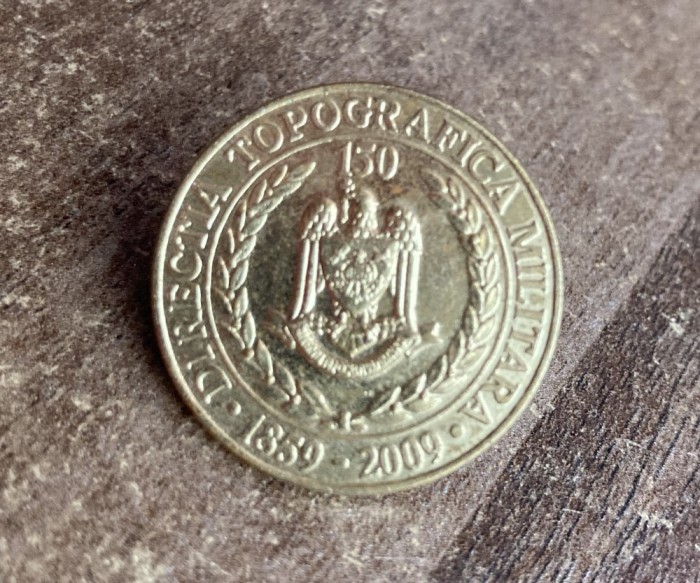 DIRECTIA TOPOGRAFICA MILITARA
150
· 1859 · 2009 ·